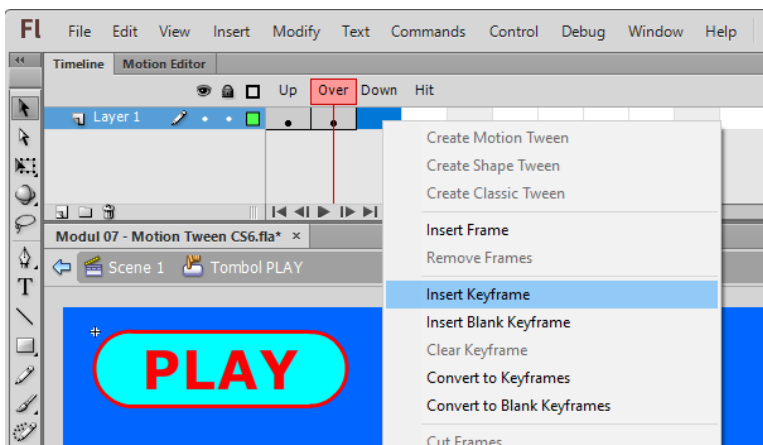 Fl File Edit View Insert Modify Text Commands Control Debug Window Help
Timeline Motion Editor
Up Over Down Hit
Layer 1
Create Motion Tween
Create Shape Tween
Create Classic Tween
Insert Frame
Remove Frames
Insert Keyframe
Insert Blank Keyframe
Clear Keyframe
Convert to Keyframes
Convert to Blank Keyframes
Cut Frames
Modul 07 - Motion Tween CS6.fla* ×
Scene 1 Tombol PLAY
T
PLAY